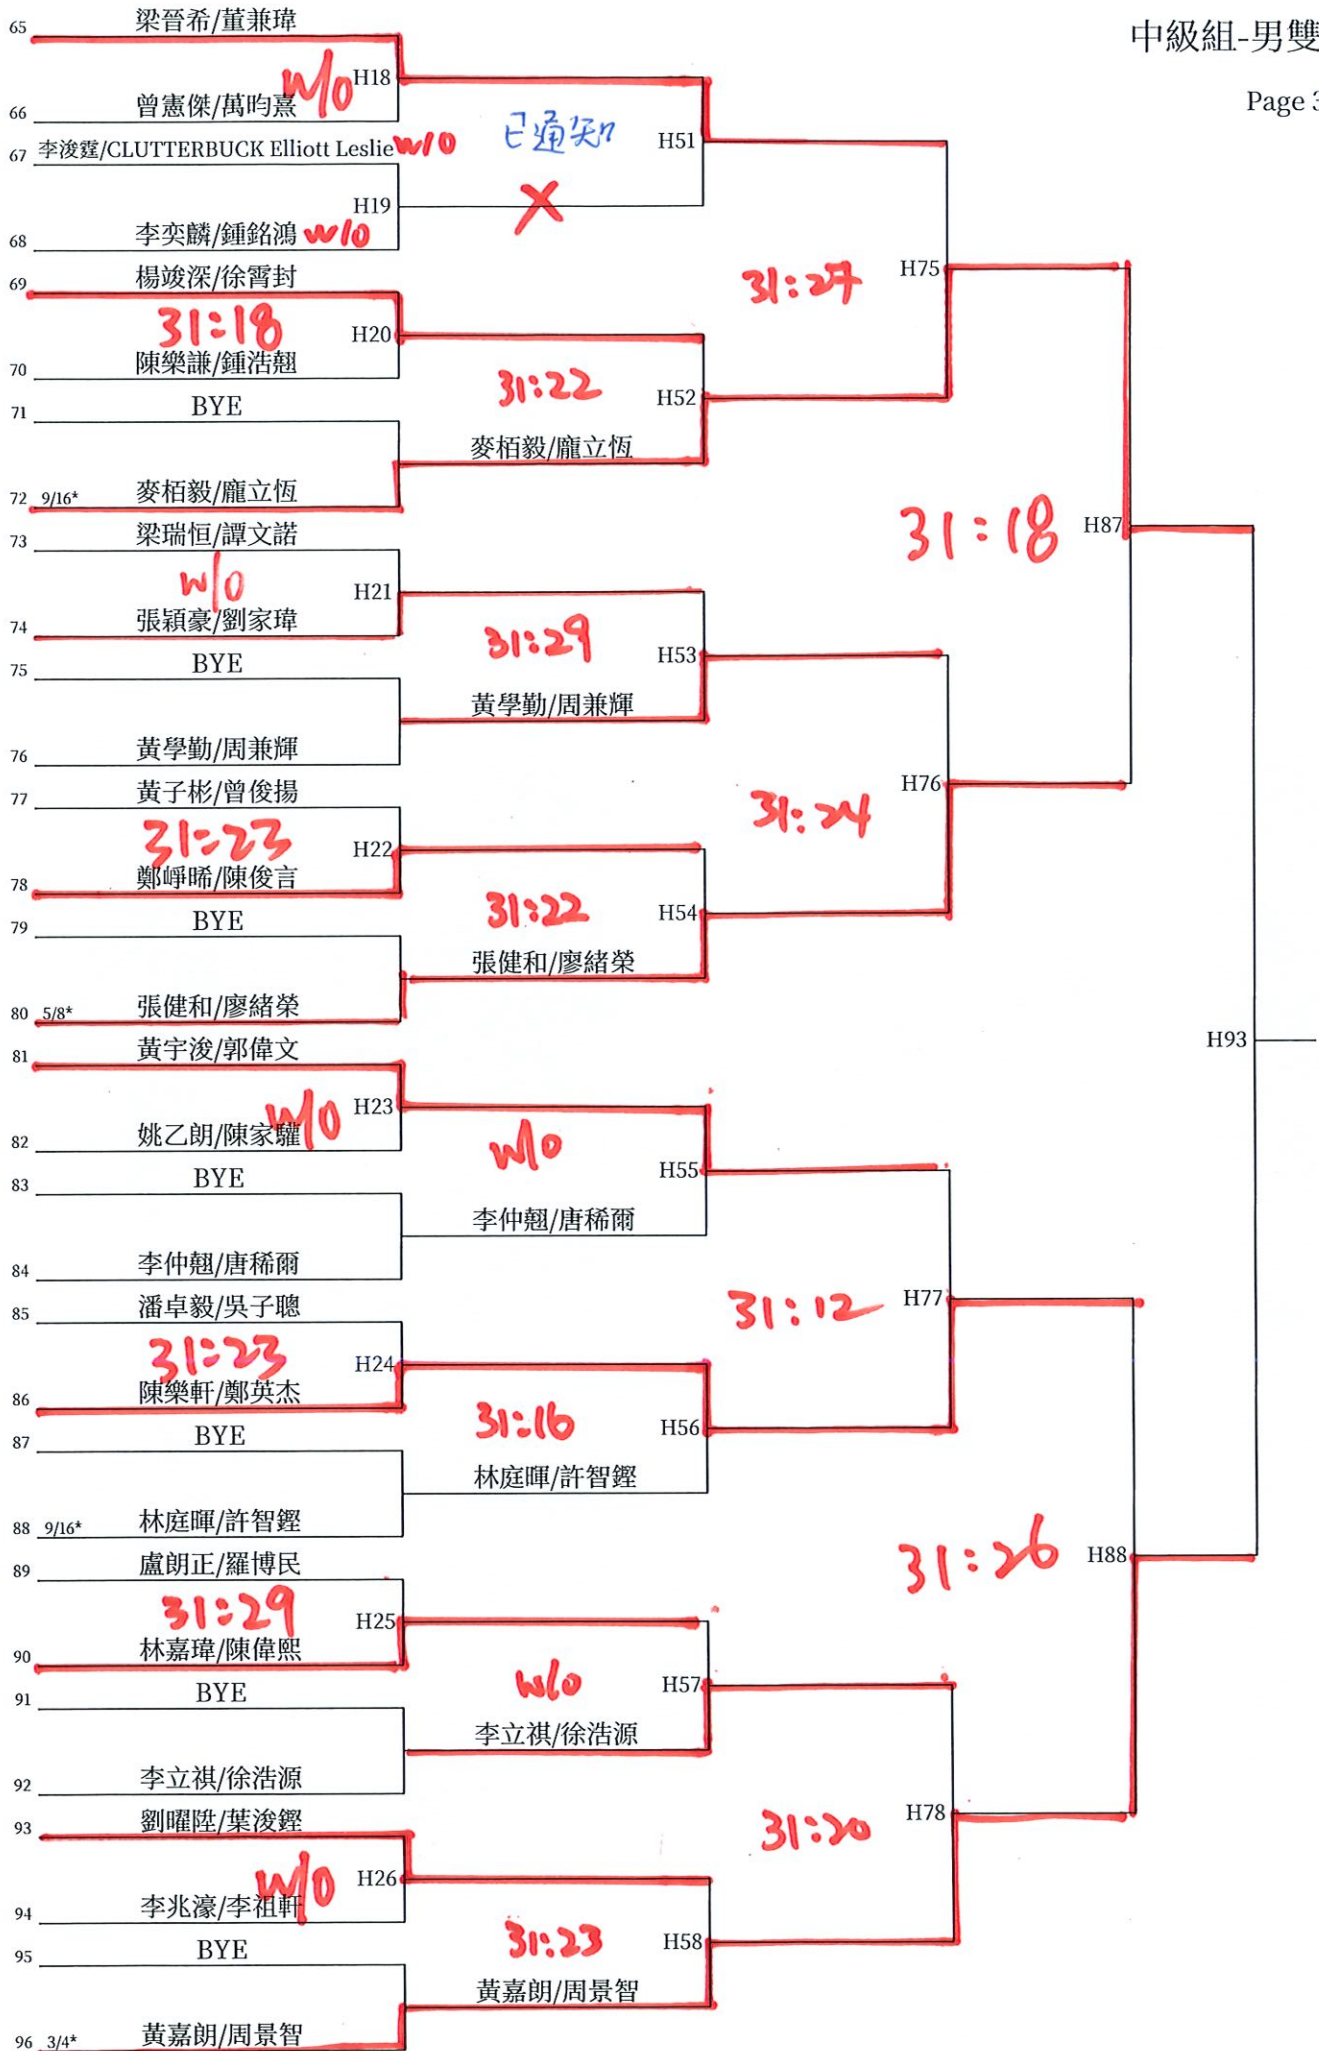 中級組-男雙
Page 3
65 梁晉希/董兼瑋
W/O H18
66 曾憲傑/萬昀熹
67 李浚霆/CLUTTERBUCK Elliott Leslie W/O
已通知
H51
H19
X
68 李奕麟/鍾銘鴻 W/O
69 楊竣深/徐霄封
31:27 H75
31:18 H20
70 陳樂謙/鍾浩翹
31:22 H52
71 BYE
麥栢毅/龐立恆
72 9/16* 麥栢毅/龐立恆
31:18 H87
73 梁瑞恒/譚文諾
W/O H21
74 張穎豪/劉家瑋
31:29 H53
75 BYE
黃學勤/周兼輝
76 黃學勤/周兼輝
31:24 H76
77 黃子彬/曾俊揚
31:23 H22
78 鄭崢晞/陳俊言
31:22 H54
79 BYE
張健和/廖緒榮
80 5/8* 張健和/廖緒榮
H93
81 黃宇浚/郭偉文
W/O H23
82 姚乙朗/陳家驩
W/O H55
83 BYE
李仲翹/唐稀爾
84 李仲翹/唐稀爾
31:12 H77
85 潘卓毅/吳子聰
31:23 H24
86 陳樂軒/鄭英杰
31:16 H56
87 BYE
林庭暉/許智鏗
88 9/16* 林庭暉/許智鏗
31:26 H88
89 盧朗正/羅博民
31:29 H25
90 林嘉瑋/陳偉熙
W/O H57
91 BYE
李立祺/徐浩源
92 李立祺/徐浩源
31:20 H78
93 劉曜陞/葉浚鏗
W/O H26
94 李兆濠/李祖軒
31:23 H58
95 BYE
黃嘉朗/周景智
96 3/4* 黃嘉朗/周景智